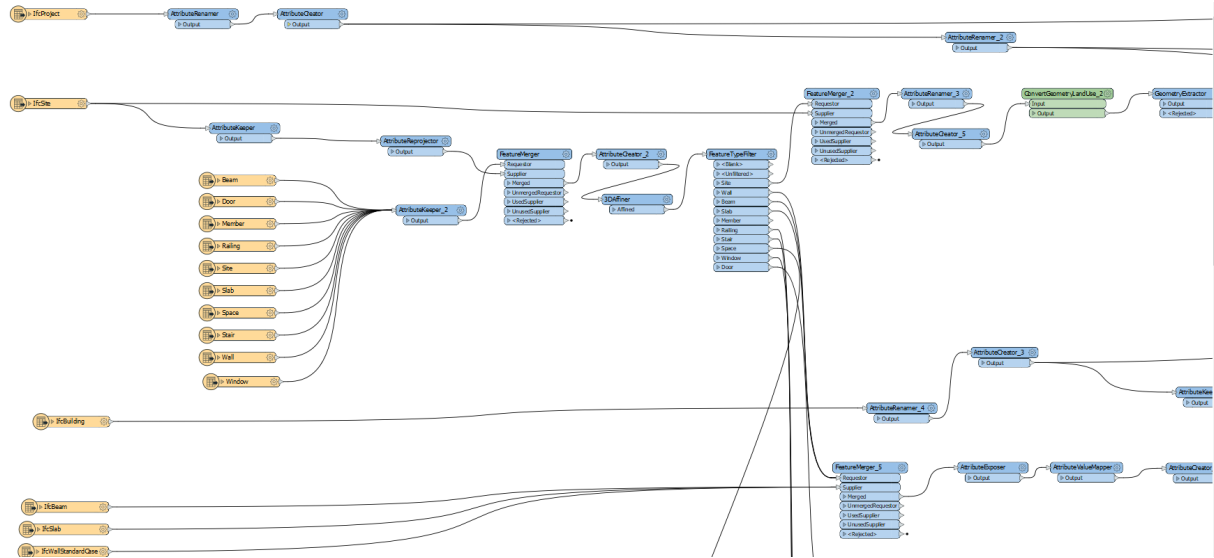 IfcProject
AttributeRenamer
Output
AttributeCreator
Output
AttributeRenamer_2
Output
IfcSite
AttributeKeeper
Output
AttributeReprojector
Output
FeatureMerger
Requestor
Supplier
Merged
UnmergedRequestor
UsedSupplier
UnusedSupplier
<Rejected>
AttributeCreator_2
Output
3DAffiner
Affined
FeatureTypeFilter
<Blank>
<Unfiltered>
Site
Wall
Beam
Slab
Member
Railing
Stair
Space
Window
Door
FeatureMerger_2
Requestor
Supplier
Merged
UnmergedRequestor
UsedSupplier
UnusedSupplier
<Rejected>
AttributeRenamer_3
Output
AttributeCreator_5
Output
ConvertGeometryLandUse_2
Input
Output
GeometryExtractor
Output
<Rejected>
Beam
Door
Member
Railing
Site
Slab
Space
Stair
Wall
Window
AttributeKeeper_2
Output
IfcBuilding
AttributeRenamer_4
Output
AttributeCreator_3
Output
AttributeKee
Output
IfcBeam
IfcSlab
IfcWallStandardCase
FeatureMerger_5
Requestor
Supplier
Merged
UnmergedRequestor
UsedSupplier
UnusedSupplier
<Rejected>
AttributeExposer
Output
AttributeValueMapper
Output
AttributeCreator
Output